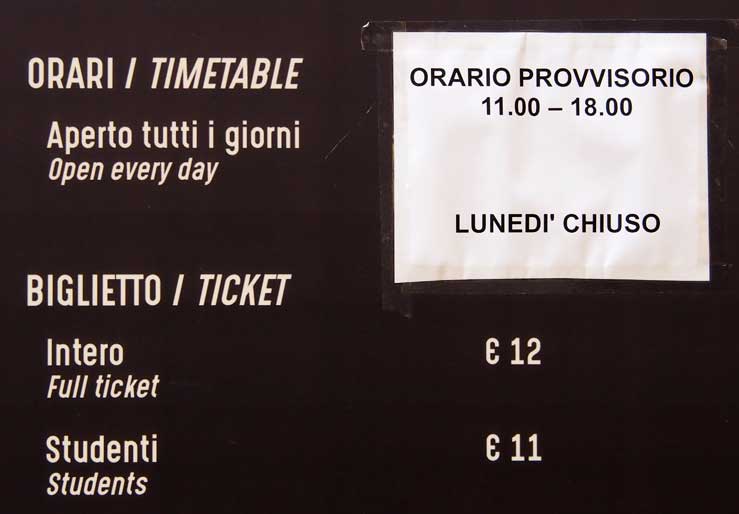 ORARI / TIMETABLE
Aperto tutti i giorni
Open every day
ORARIO PROVVISORIO
11.00 – 18.00
LUNEDI' CHIUSO
BIGLIETTO / TICKET
Intero € 12
Full ticket
Studenti € 11
Students